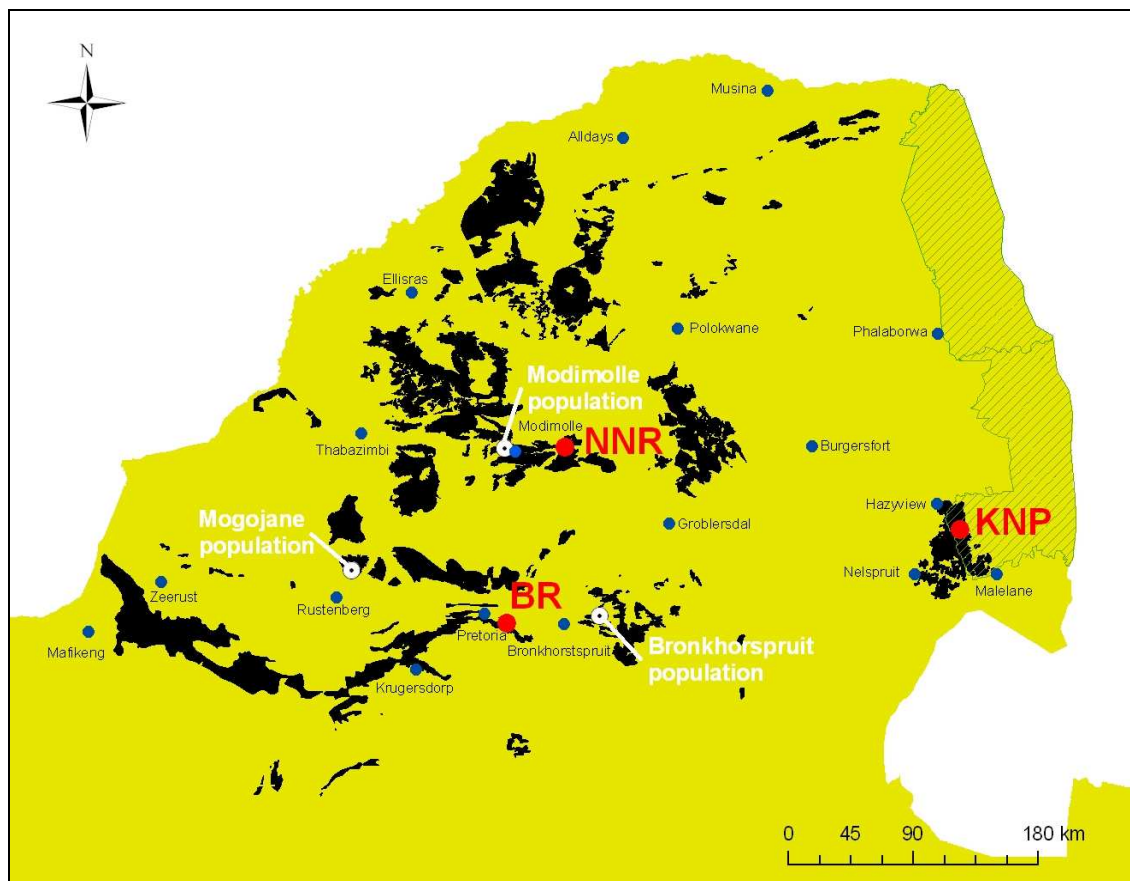 N
Musina
Alldays
Ellisras
Polokwane
Phalaborwa
Modimolle
population
Modimolle
NNR
Thabazimbi
Burgersfort
Hazyview
KNP
Mogojane
population
Groblersdal
Nelspruit
Malelane
Zeerust
Rustenberg
BR
Pretoria
Bronkhorstspruit
Mafikeng
Bronkhorspruit
population
Krugersdorp
0 45 90 180 km